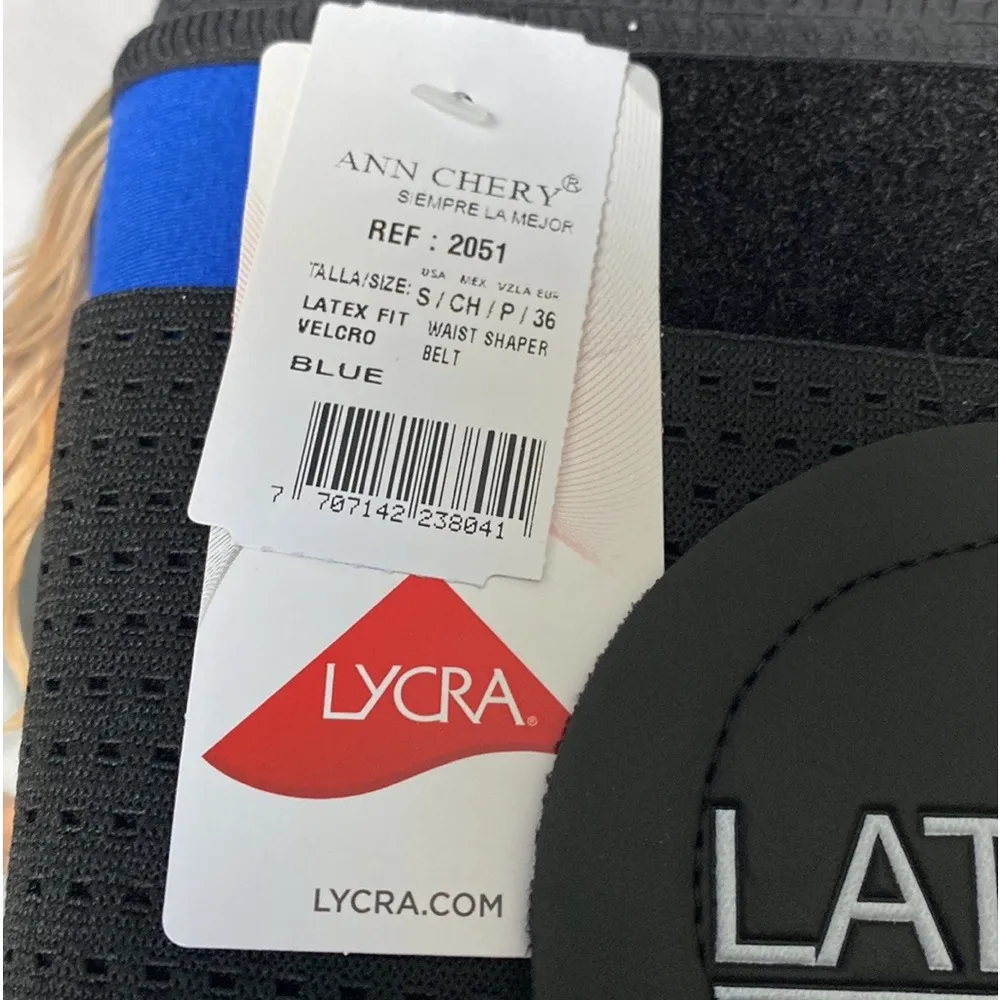 ANN CHERY®
SIEMPRE LA MEJOR
REF : 2051
USA MEX VZLA EUR
TALLA/SIZE: S / CH / P / 36
LATEX FIT WAIST SHAPER
VELCRO BELT
BLUE
7 707142 238041
LYCRA®
LYCRA.COM
LAT